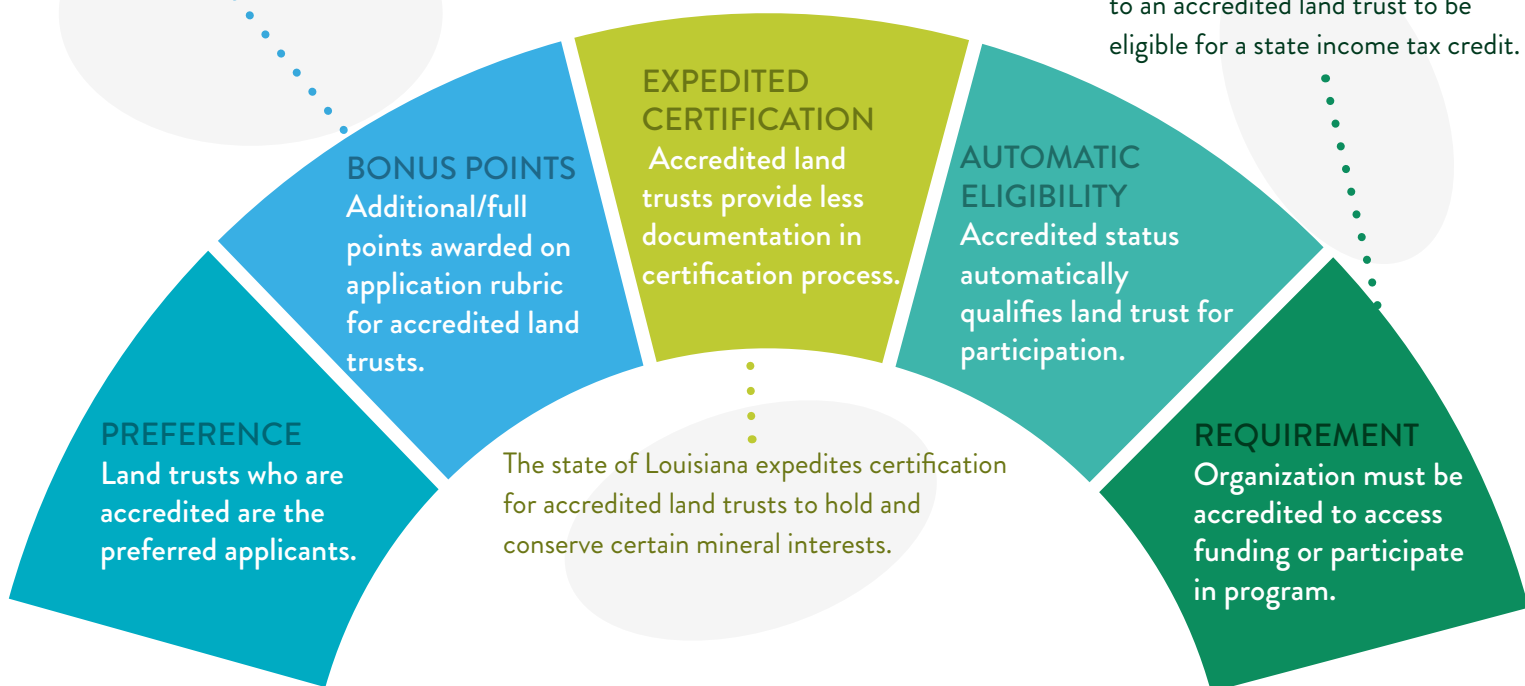 to an accredited land trust to be
eligible for a state income tax credit.
EXPEDITED
CERTIFICATION
Accredited land
trusts provide less
documentation in
certification process.
BONUS POINTS
Additional/full
points awarded on
application rubric
for accredited land
trusts.
AUTOMATIC
ELIGIBILITY
Accredited status
automatically
qualifies land trust for
participation.
PREFERENCE
Land trusts who are
accredited are the
preferred applicants.
The state of Louisiana expedites certification
for accredited land trusts to hold and
conserve certain mineral interests.
REQUIREMENT
Organization must be
accredited to access
funding or participate
in program.